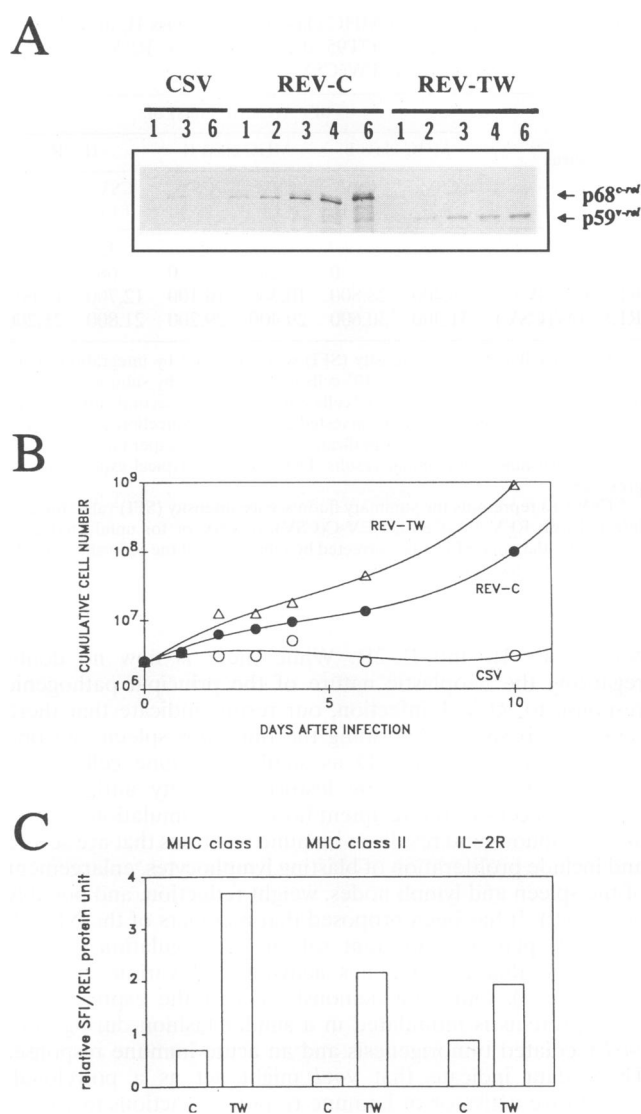 A
CSV REV-C REV-TW
1 3 6 1 2 3 4 6 1 2 3 4 6
← p68c-rel
← p59v-rel
B
CUMULATIVE CELL NUMBER
10⁹
10⁸
10⁷
10⁶
REV-TW
REV-C
CSV
0 5 10
DAYS AFTER INFECTION
C
MHC class I MHC class II IL-2R
relative SFI/REL protein unit
4
3
2
1
0
C TW C TW C TW